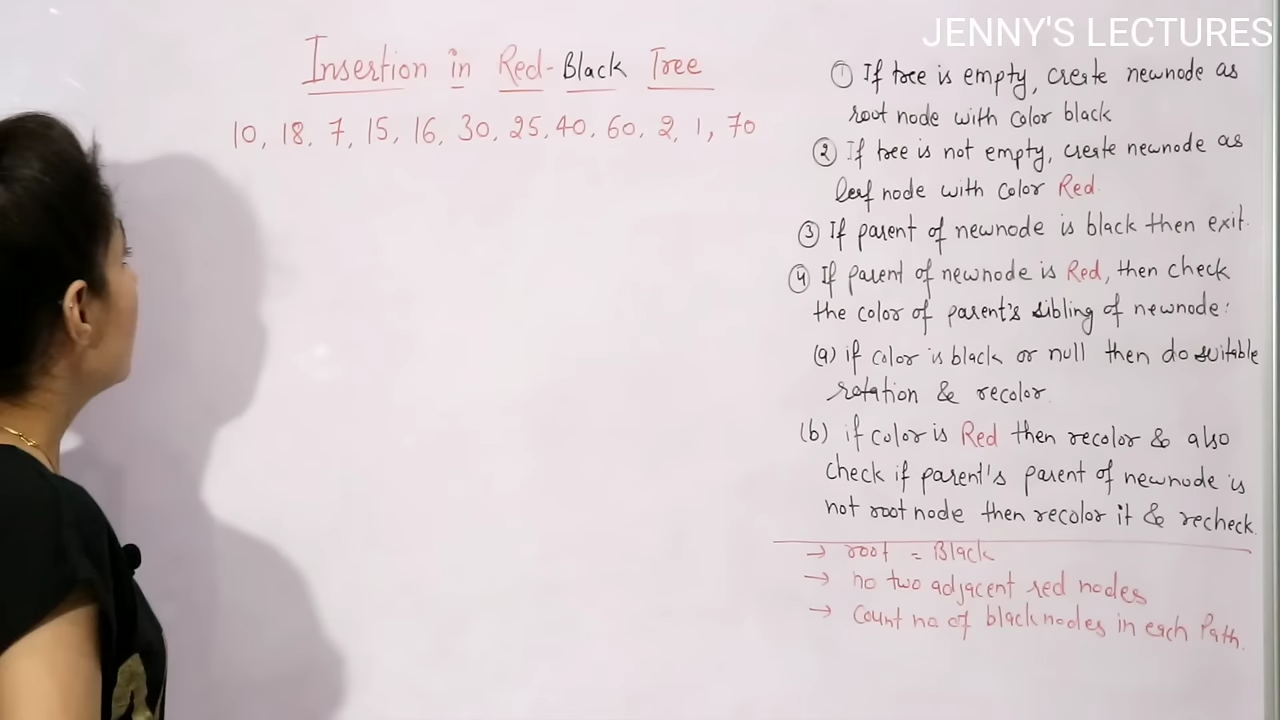 JENNY'S LECTURES
Insertion in Red-Black Tree
10, 18, 7, 15, 16, 30, 25, 40, 60, 2, 1, 70
① If tree is empty, create newnode as
root node with color black
② If tree is not empty, create newnode as
leaf node with color Red.
③ If parent of newnode is black then exit.
④ If parent of newnode is Red, then check
the color of parent's sibling of newnode:
(a) if color is black or null then do suitable
rotation & recolor.
(b) if color is Red then recolor & also
check if parent's parent of newnode is
not root node then recolor it & recheck.
→ root = Black
→ no two adjacent red nodes
→ Count no of black nodes in each Path.